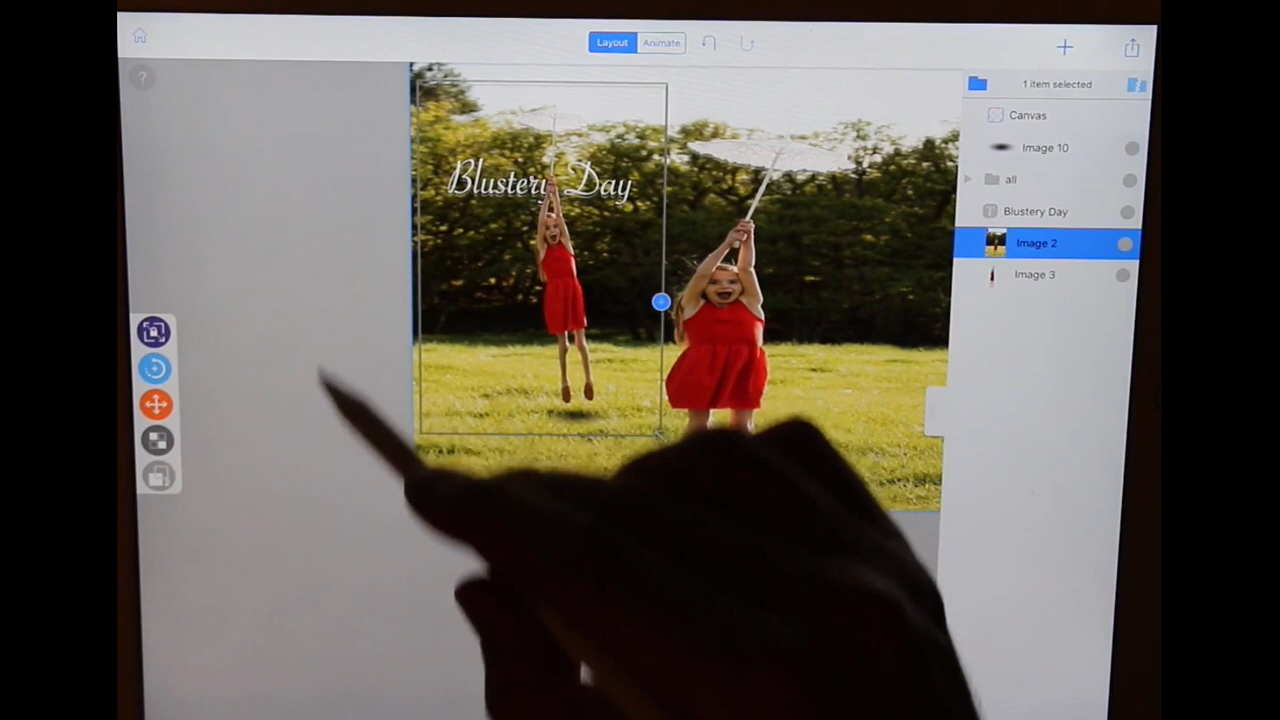 Layout
Animate
?
1 item selected
Canvas
Image 10
all
Blustery Day
Image 2
Image 3
Blustery Day